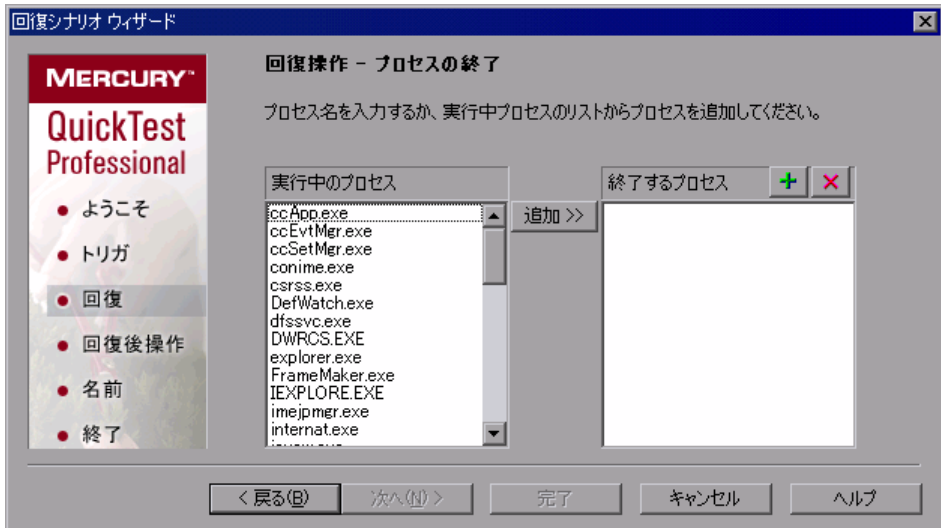 回復シナリオ ウィザード
MERCURY™
QuickTest
Professional
ようこそ
トリガ
回復
回復後操作
名前
終了
回復操作 - プロセスの終了
プロセス名を入力するか、実行中プロセスのリストからプロセスを追加してください。
実行中のプロセス
ccApp.exe
ccEvtMgr.exe
ccSetMgr.exe
conime.exe
csrss.exe
DefWatch.exe
dfssvc.exe
DWRCS.EXE
explorer.exe
FrameMaker.exe
IEXPLORE.EXE
imejpmgr.exe
internat.exe
追加 >>
終了するプロセス
< 戻る(B)
次へ(N) >
完了
キャンセル
ヘルプ